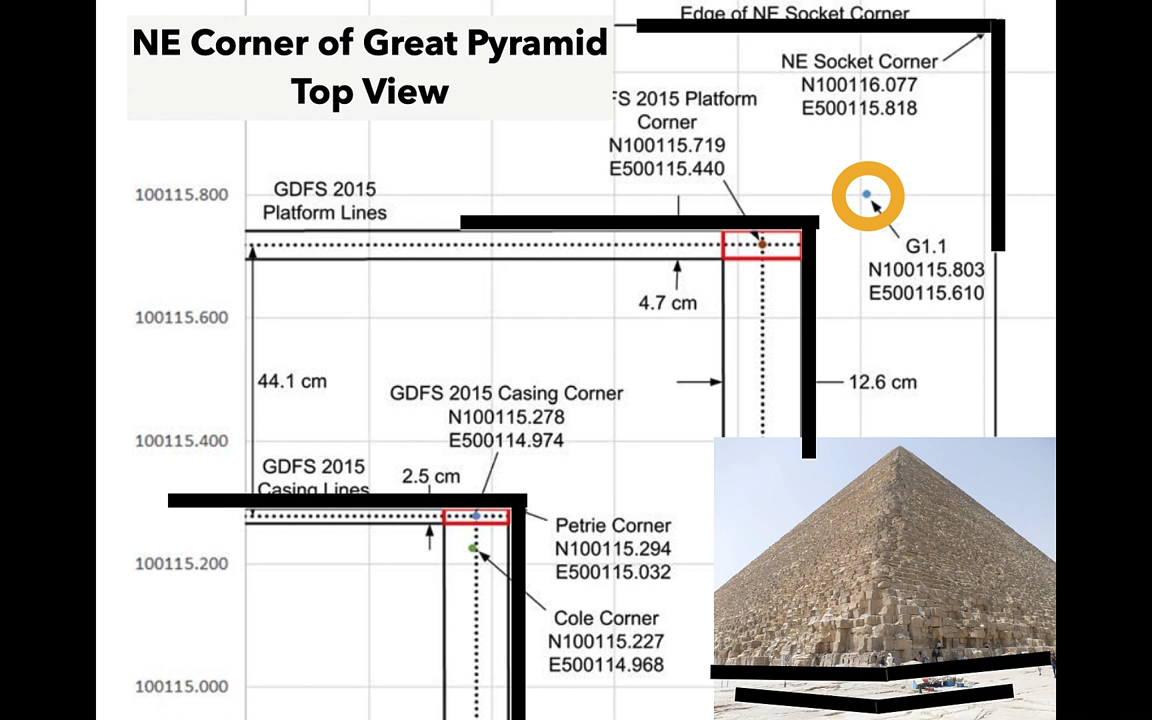 NE Corner of Great Pyramid
Top View
Edge of NE Socket Corner
NE Socket Corner
N100116.077
E500115.818
FS 2015 Platform
Corner
N100115.719
E500115.440
100115.800
GDFS 2015
Platform Lines
G1.1
N100115.803
E500115.610
4.7 cm
100115.600
44.1 cm
12.6 cm
GDFS 2015 Casing Corner
N100115.278
E500114.974
100115.400
GDFS 2015
Casing Lines
2.5 cm
Petrie Corner
N100115.294
E500115.032
100115.200
Cole Corner
N100115.227
E500114.968
100115.000